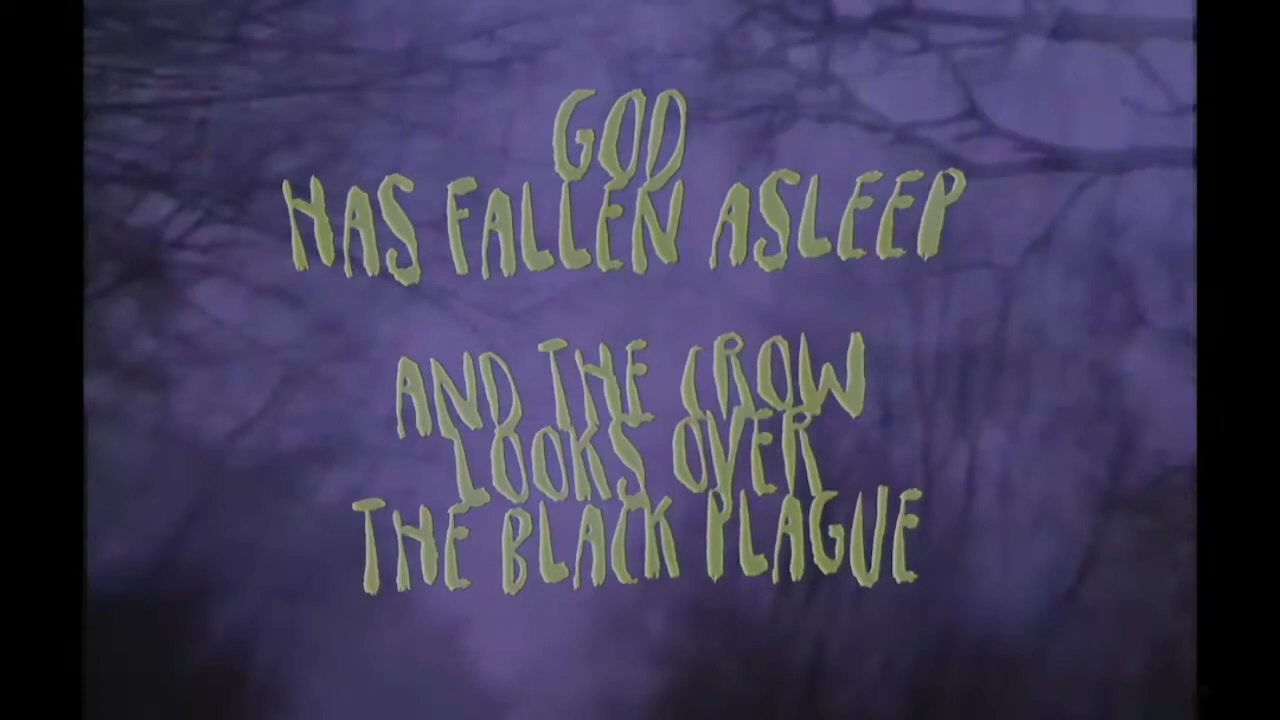 GOD
HAS FALLEN ASLEEP
AND THE CROW
LOOKS OVER
THE BLACK PLAGUE